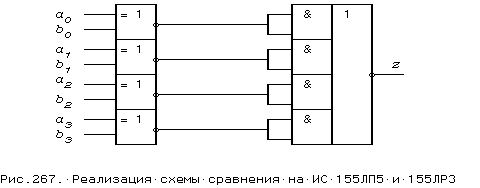 a0 = 1 & 1
b0
a1 = 1 &
b1
z
a2 = 1 &
b2
a3 = 1 &
b3
Рис.267. Реализация схемы сравнения на ИС 155ЛП5 и 155ЛР3